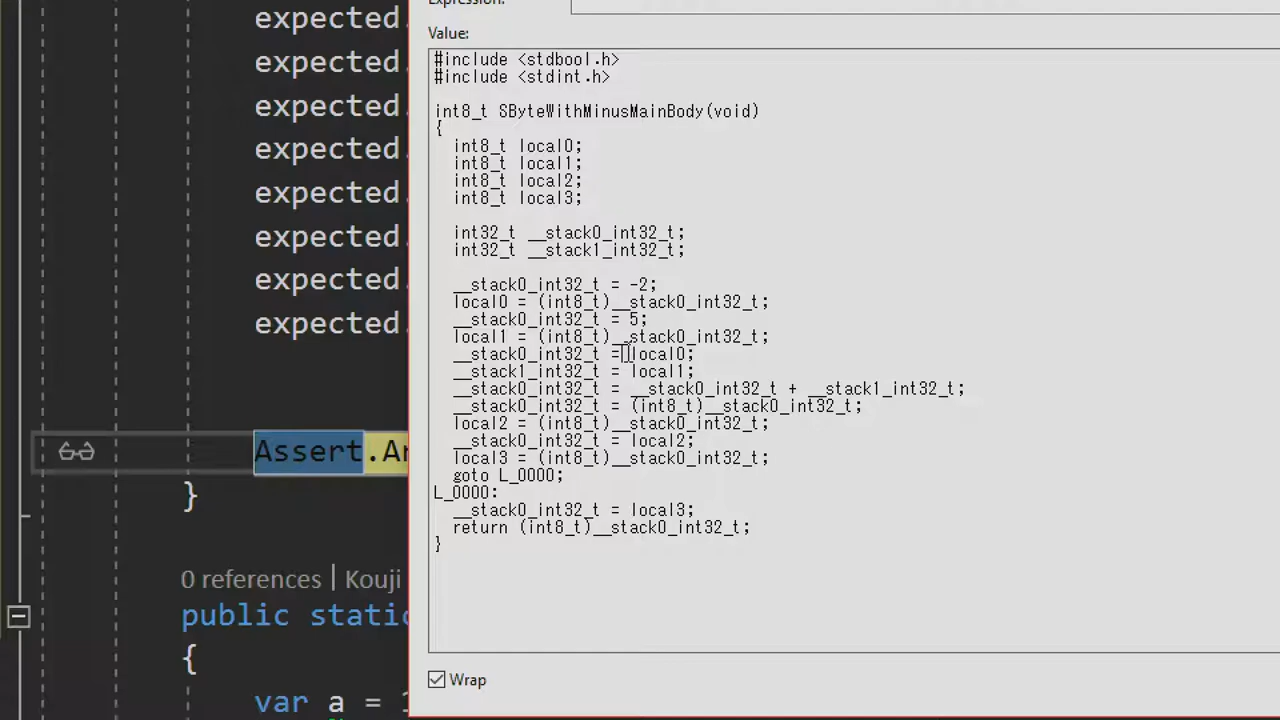 expected.
expected.
expected.
expected.
expected.
expected.
expected.
expected.
Assert.Ar
}
0 references | Kouji
public static
{
var a = 1
Expression:
Value:
#include <stdbool.h>
#include <stdint.h>
int8_t SByteWithMinusMainBody(void)
{
int8_t local0;
int8_t local1;
int8_t local2;
int8_t local3;
int32_t __stack0_int32_t;
int32_t __stack1_int32_t;
__stack0_int32_t = -2;
local0 = (int8_t)__stack0_int32_t;
__stack0_int32_t = 5;
local1 = (int8_t)__stack0_int32_t;
__stack0_int32_t = local0;
__stack1_int32_t = local1;
__stack0_int32_t = __stack0_int32_t + __stack1_int32_t;
__stack0_int32_t = (int8_t)__stack0_int32_t;
local2 = (int8_t)__stack0_int32_t;
__stack0_int32_t = local2;
local3 = (int8_t)__stack0_int32_t;
goto L_0000;
L_0000:
__stack0_int32_t = local3;
return (int8_t)__stack0_int32_t;
}
Wrap